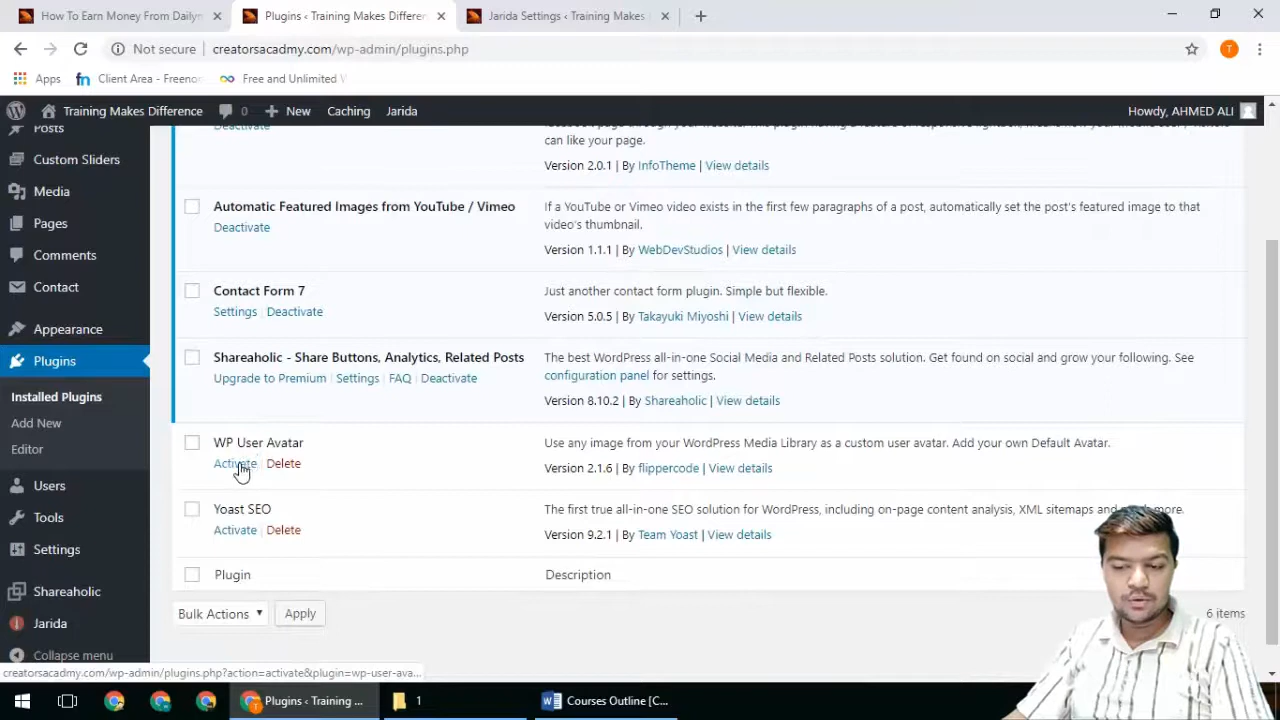 How To Earn Money From Dailyn
Plugins ‹ Training Makes Differen
Jarida Settings ‹ Training Makes
Not secure
creatorsacadmy.com/wp-admin/plugins.php
Apps
Client Area - Freeno
Free and Unlimited
Training Makes Difference
0
New
Caching
Jarida
Howdy, AHMED ALI
Posts
Custom Sliders
Media
Pages
Comments
Contact
Appearance
Plugins
Installed Plugins
Add New
Editor
Users
Tools
Settings
Shareaholic
Jarida
Collapse menu
Deactivate
can like your page.
Version 2.0.1 | By InfoTheme | View details
Automatic Featured Images from YouTube / Vimeo
Deactivate
If a YouTube or Vimeo video exists in the first few paragraphs of a post, automatically set the post's featured image to that
video's thumbnail.
Version 1.1.1 | By WebDevStudios | View details
Contact Form 7
Settings | Deactivate
Just another contact form plugin. Simple but flexible.
Version 5.0.5 | By Takayuki Miyoshi | View details
Shareaholic - Share Buttons, Analytics, Related Posts
Upgrade to Premium | Settings | FAQ | Deactivate
The best WordPress all-in-one Social Media and Related Posts solution. Get found on social and grow your following. See
configuration panel for settings.
Version 8.10.2 | By Shareaholic | View details
WP User Avatar
Activate | Delete
Use any image from your WordPress Media Library as a custom user avatar. Add your own Default Avatar.
Version 2.1.6 | By flippercode | View details
Yoast SEO
Activate | Delete
The first true all-in-one SEO solution for WordPress, including on-page content analysis, XML sitemaps and more.
Version 9.2.1 | By Team Yoast | View details
Plugin
Description
Bulk Actions
Apply
6 items
creatorsacadmy.com/wp-admin/plugins.php?action=activate&plugin=wp-user-ava...
Plugins ‹ Training ...
1
Courses Outline [C...